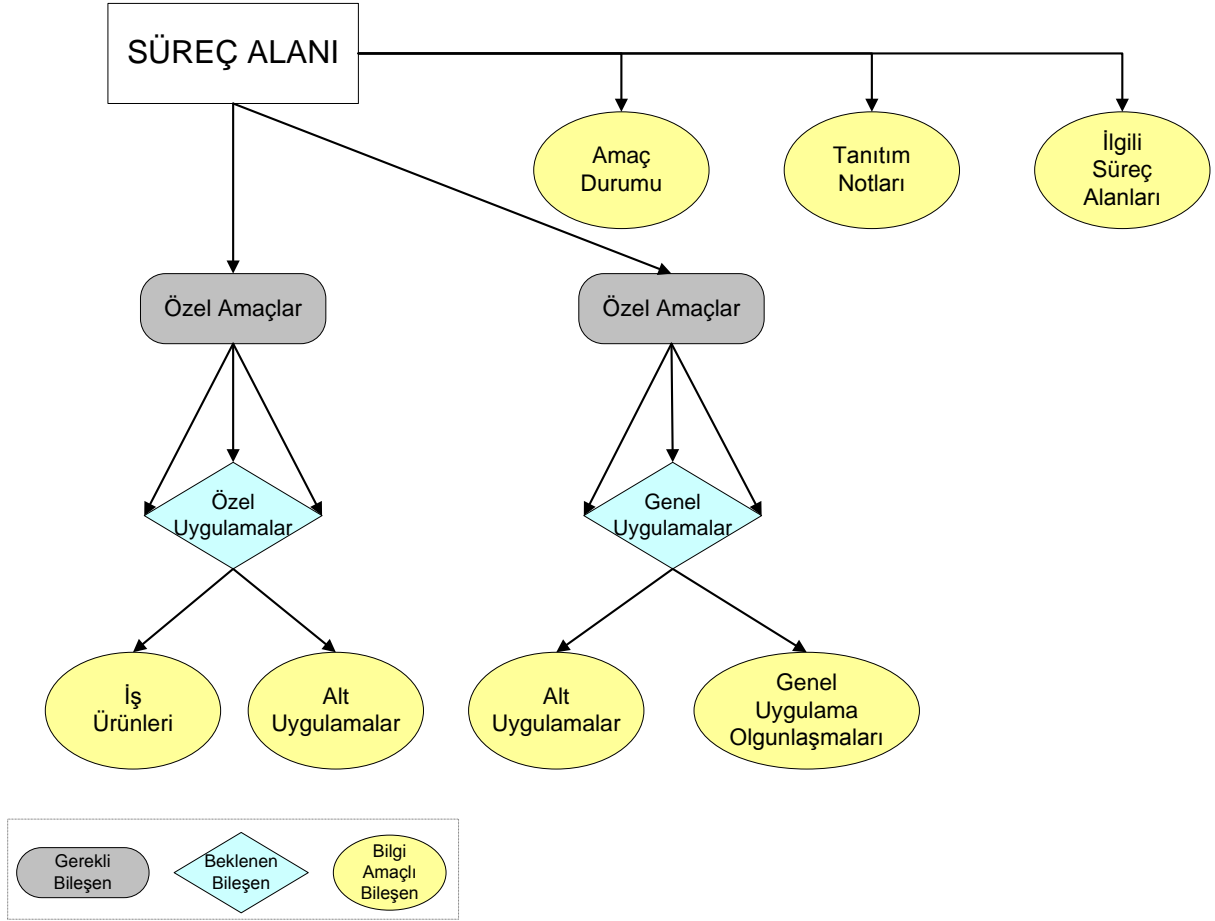 SÜREÇ ALANI
Amaç
Durumu
Tanıtım
Notları
İlgili
Süreç
Alanları
Özel Amaçlar
Özel Amaçlar
Özel
Uygulamalar
Genel
Uygulamalar
İş
Ürünleri
Alt
Uygulamalar
Alt
Uygulamalar
Genel
Uygulama
Olgunlaşmaları
Gerekli
Bileşen
Beklenen
Bileşen
Bilgi
Amaçlı
Bileşen